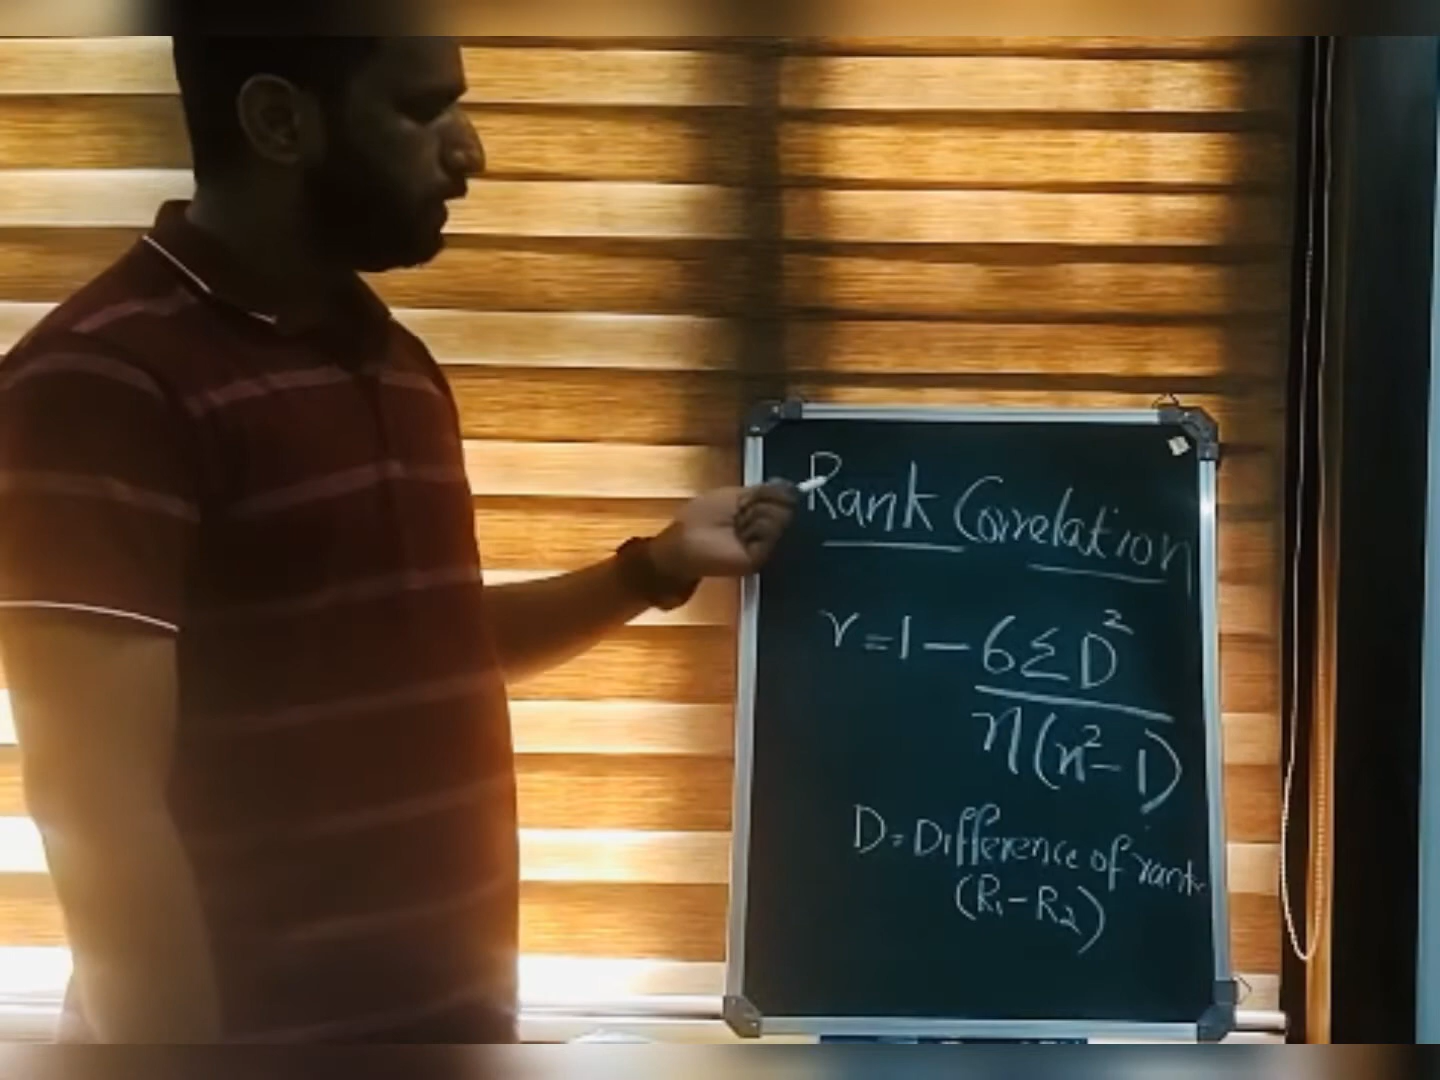 Rank Correlation
r = 1 - 6ΣD²
n(n²-1)
D = Difference of rank
(R₁-R₂)